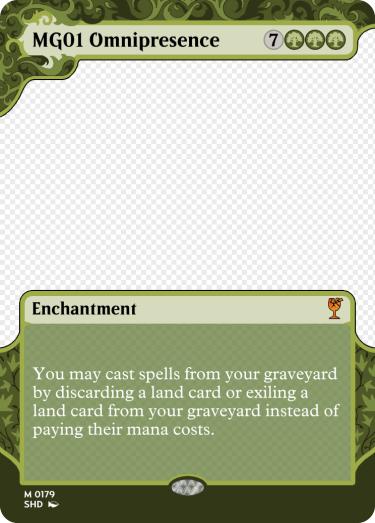 MG01 Omnipresence 7
Enchantment
You may cast spells from your graveyard
by discarding a land card or exiling a
land card from your graveyard instead of
paying their mana costs.
M 0179
SHD